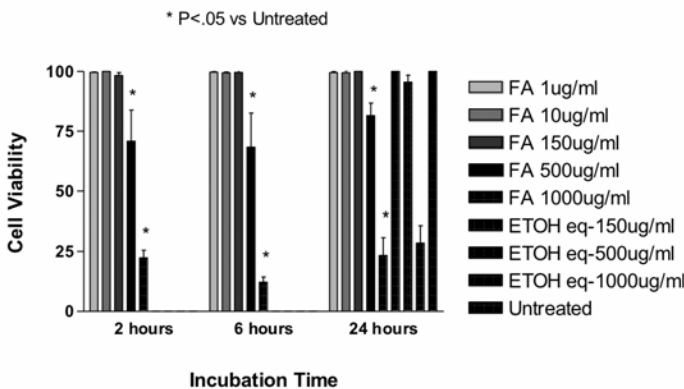 * P<.05 vs Untreated
100
75
50
25
0
Cell Viability
*
*
*
*
*
*
2 hours
6 hours
24 hours
Incubation Time
FA 1ug/ml
FA 10ug/ml
FA 150ug/ml
FA 500ug/ml
FA 1000ug/ml
ETOH eq-150ug/ml
ETOH eq-500ug/ml
ETOH eq-1000ug/ml
Untreated